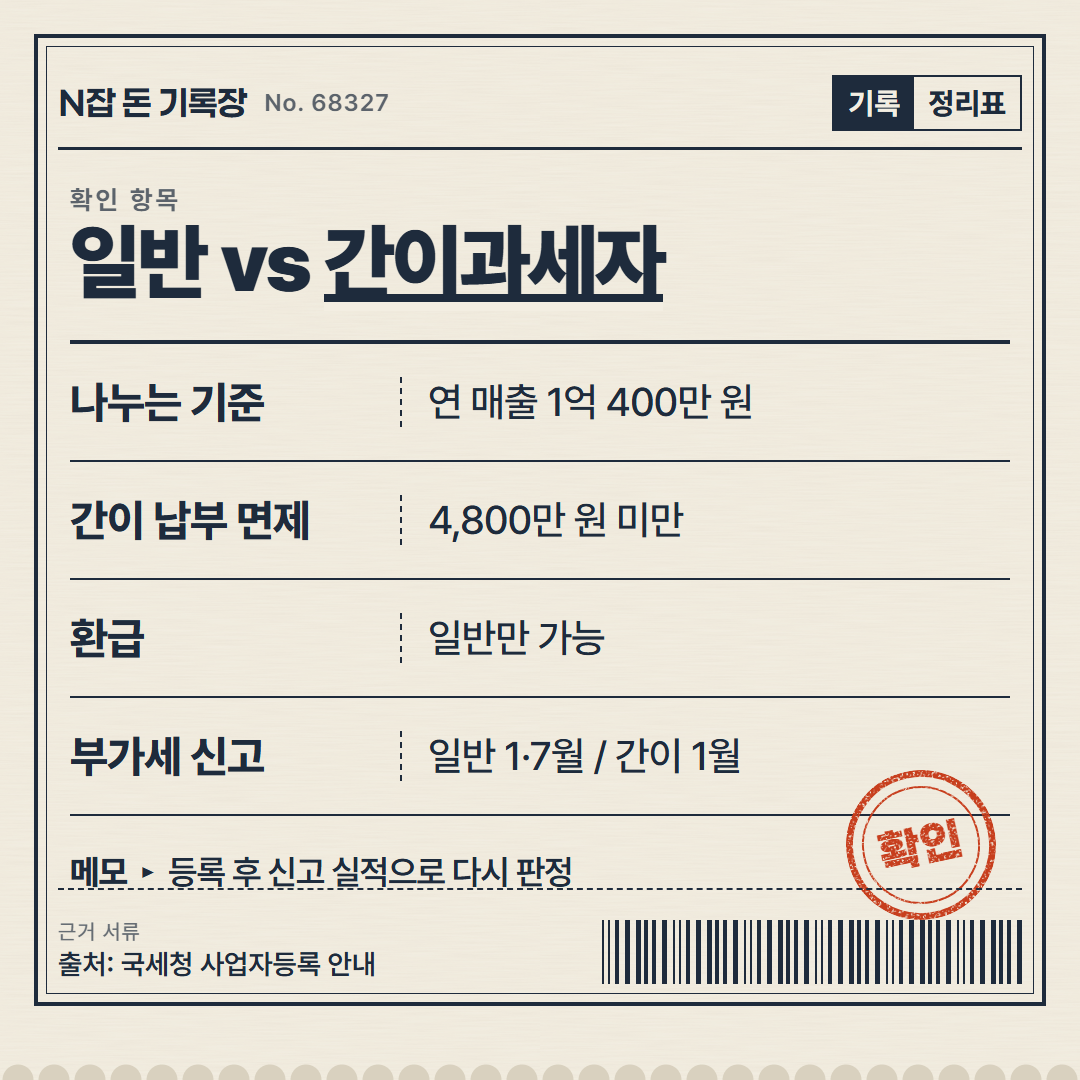 N잡 돈 기록장 No. 68327 기록 정리표
확인 항목
일반 vs 간이과세자
나누는 기준 연 매출 1억 400만 원
간이 납부 면제 4,800만 원 미만
환급 일반만 가능
부가세 신고 일반 1·7월 / 간이 1월
확인
메모 ▸ 등록 후 신고 실적으로 다시 판정
근거 서류
출처: 국세청 사업자등록 안내